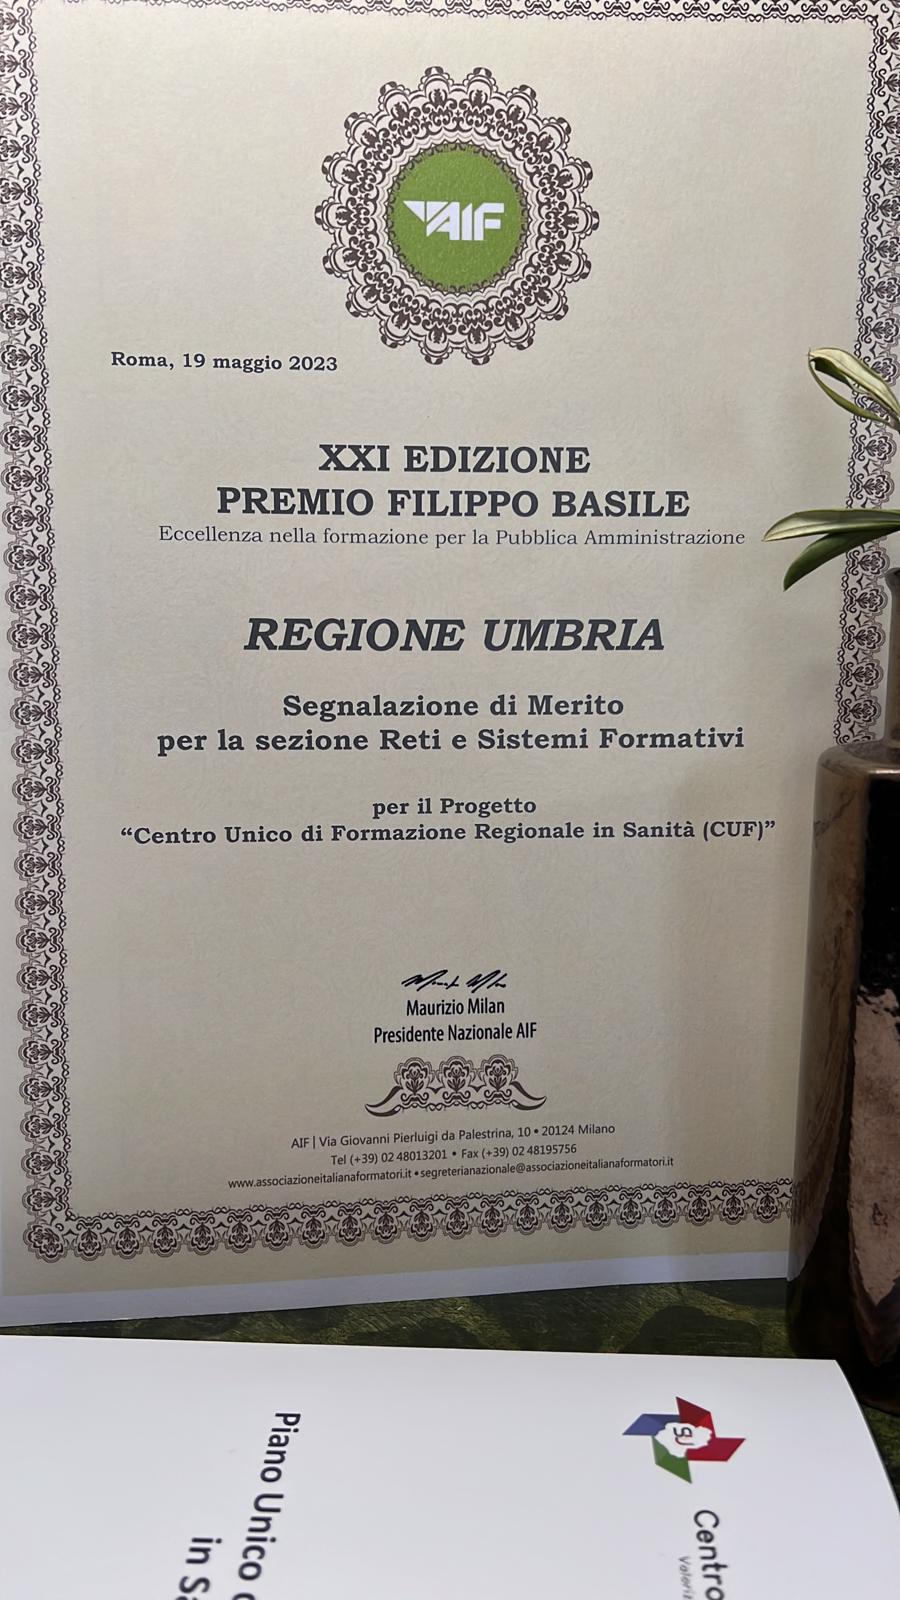 AIF
Roma, 19 maggio 2023
XXI EDIZIONE
PREMIO FILIPPO BASILE
Eccellenza nella formazione per la Pubblica Amministrazione
REGIONE UMBRIA
Segnalazione di Merito
per la sezione Reti e Sistemi Formativi
per il Progetto
“Centro Unico di Formazione Regionale in Sanità (CUF)”
Maurizio Milan
Presidente Nazionale AIF
AIF | Via Giovanni Pierluigi da Palestrina, 10 • 20124 Milano
Tel (+39) 02 48013201 • Fax (+39) 02 48195756
www.associazioneitalianaformatori.it • segreterianazionale@associazioneitalianaformatori.it
Centro
Piano Unico
in